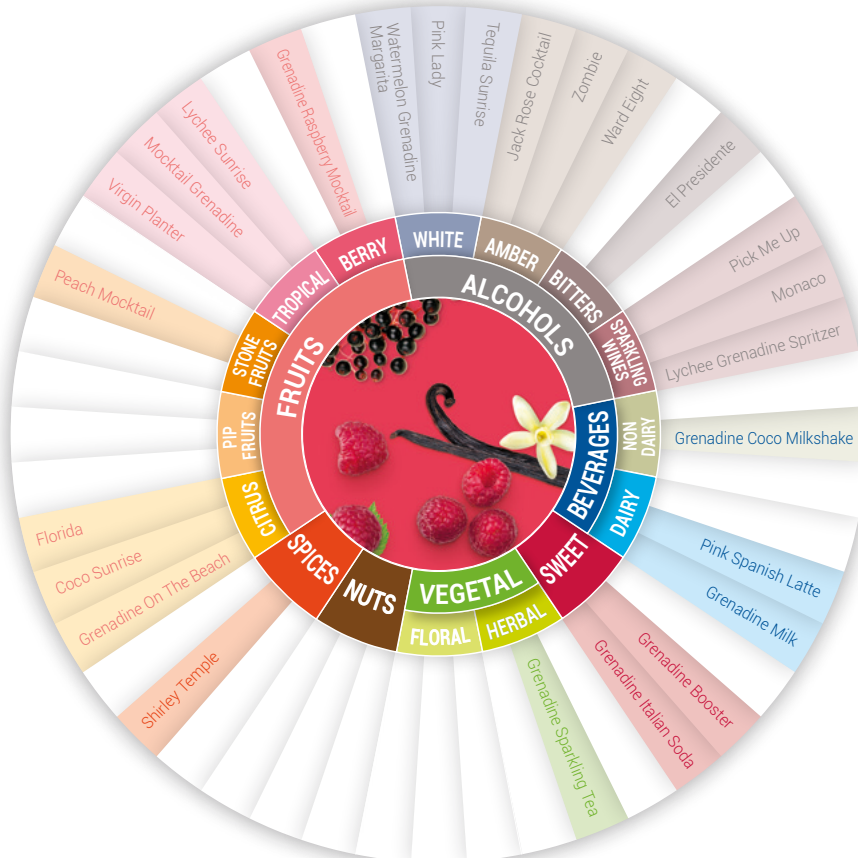 ALCOHOLS
WHITE
Watermelon Grenadine
Margarita
Pink Lady
Tequila Sunrise
AMBER
Jack Rose Cocktail
Zombie
Ward Eight
BITTERS
El Presidente
SPARKLING
WINES
Pick Me Up
Monaco
Lychee Grenadine Spritzer
BEVERAGES
NON
DAIRY
Grenadine Coco Milkshake
DAIRY
Pink Spanish Latte
Grenadine Milk
SWEET
Grenadine Booster
Grenadine Italian Soda
VEGETAL
HERBAL
Grenadine Sparkling Tea
FLORAL
NUTS
SPICES
Shirley Temple
FRUITS
CITRUS
Grenadine On The Beach
Coco Sunrise
Florida
PIP
FRUITS
STONE
FRUITS
Peach Mocktail
TROPICAL
Virgin Planter
Mocktail Grenadine
Lychee Sunrise
BERRY
Grenadine Raspberry Mocktail